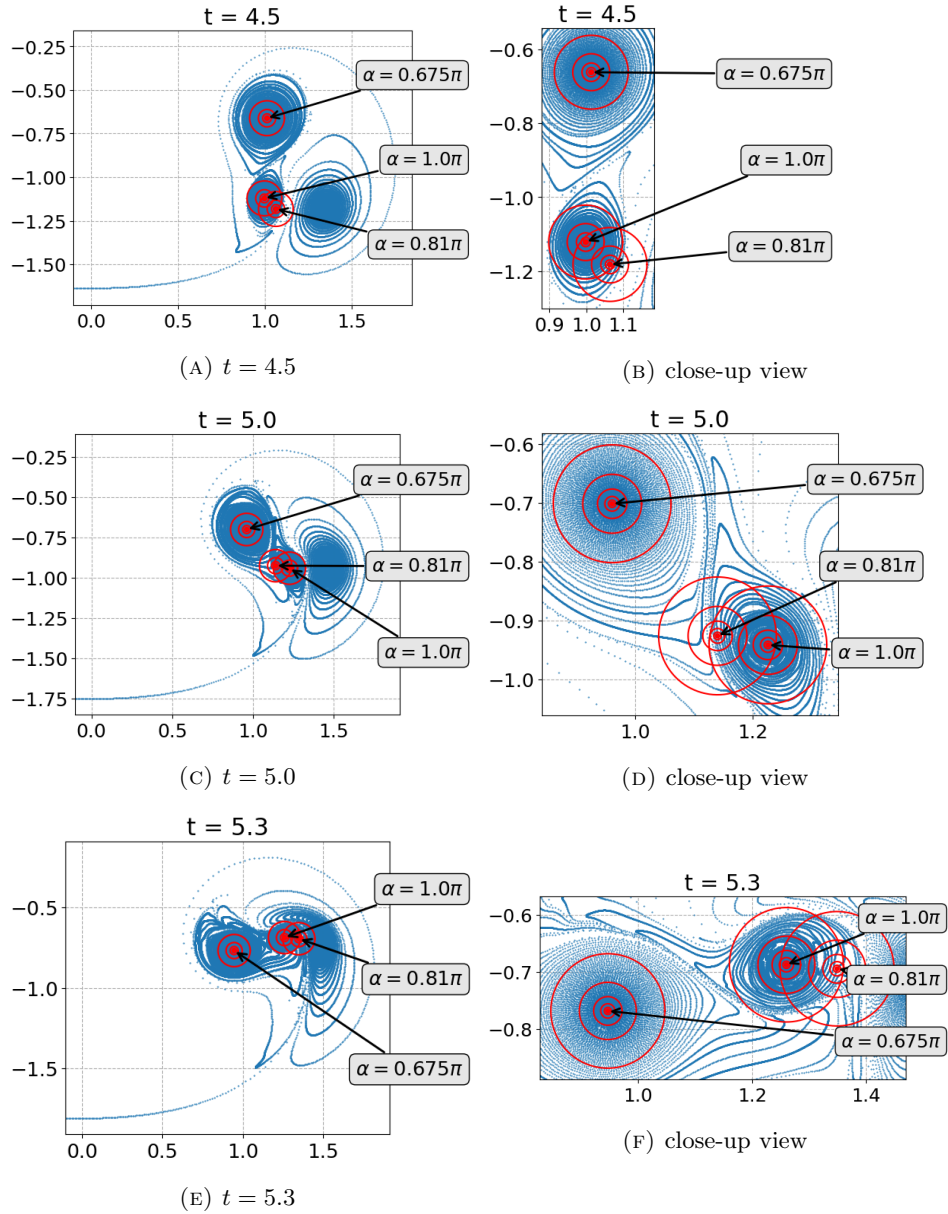 t = 4.5
−0.25
−0.50
−0.75
−1.00
−1.25
−1.50
0.0 0.5 1.0 1.5
α = 0.675π
α = 1.0π
α = 0.81π
(A) t = 4.5
t = 4.5
−0.6
−0.8
−1.0
−1.2
0.9 1.0 1.1
α = 0.675π
α = 1.0π
α = 0.81π
(B) close-up view
t = 5.0
−0.25
−0.50
−0.75
−1.00
−1.25
−1.50
−1.75
0.0 0.5 1.0 1.5
α = 0.675π
α = 0.81π
α = 1.0π
(C) t = 5.0
t = 5.0
−0.6
−0.7
−0.8
−0.9
−1.0
1.0 1.2
α = 0.675π
α = 0.81π
α = 1.0π
(D) close-up view
t = 5.3
−0.5
−1.0
−1.5
0.0 0.5 1.0 1.5
α = 1.0π
α = 0.81π
α = 0.675π
(E) t = 5.3
t = 5.3
−0.6
−0.7
−0.8
1.0 1.2 1.4
α = 1.0π
α = 0.81π
α = 0.675π
(F) close-up view